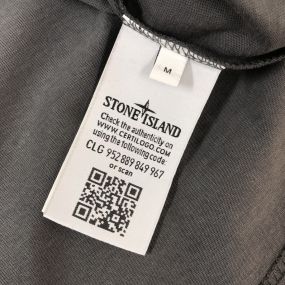 M
STONE ISLAND
Check the authenticity on
WWW.CERTILOGO.COM
using the following code:
CLG 952 889 849 967
or scan